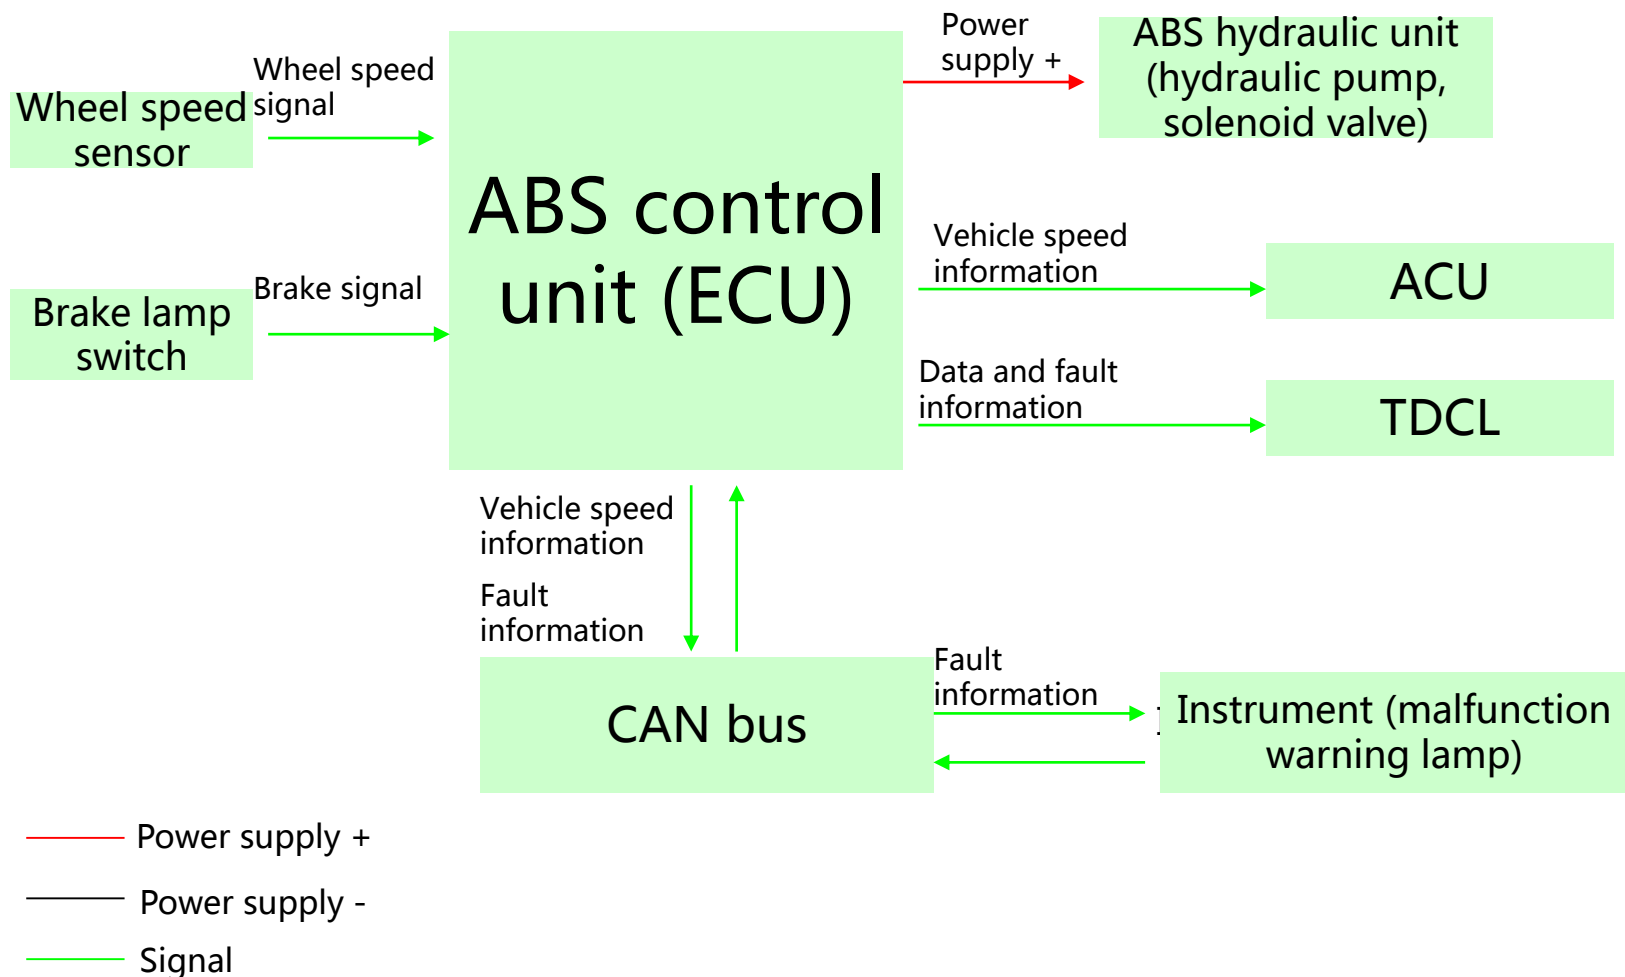 Wheel speed
sensor
Wheel speed
signal
Brake lamp
switch
Brake signal
ABS control
unit (ECU)
Power
supply +
ABS hydraulic unit
(hydraulic pump,
solenoid valve)
Vehicle speed
information
ACU
Data and fault
information
TDCL
Vehicle speed
information
Fault
information
CAN bus
Fault
information
Instrument (malfunction
warning lamp)
Power supply +
Power supply -
Signal